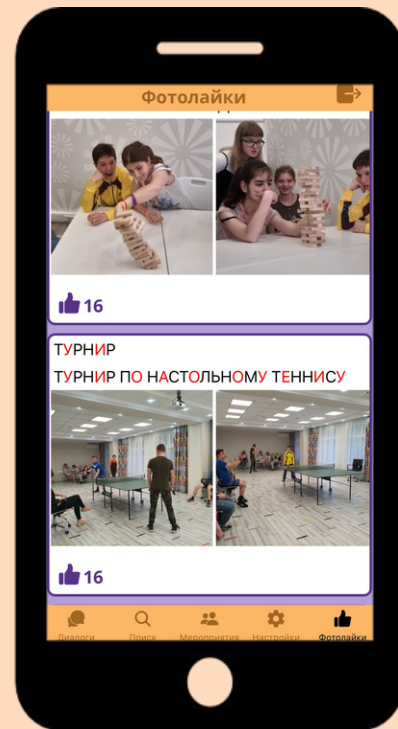 Фотолайки
16
ТУРНИР
ТУРНИР ПО НАСТОЛЬНОМУ ТЕННИСУ
16
Диалоги Поиск Мероприятия Настройки Фотолайки